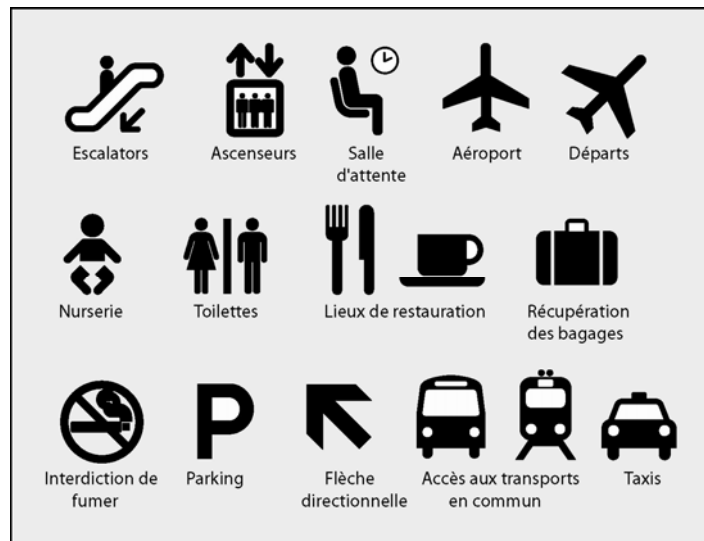 Escalators
Ascenseurs
Salle
d'attente
Aéroport
Départs
Nurserie
Toilettes
Lieux de restauration
Récupération
des bagages
Interdiction de
fumer
P
Parking
Flèche
directionnelle
Accès aux transports
en commun
Taxis